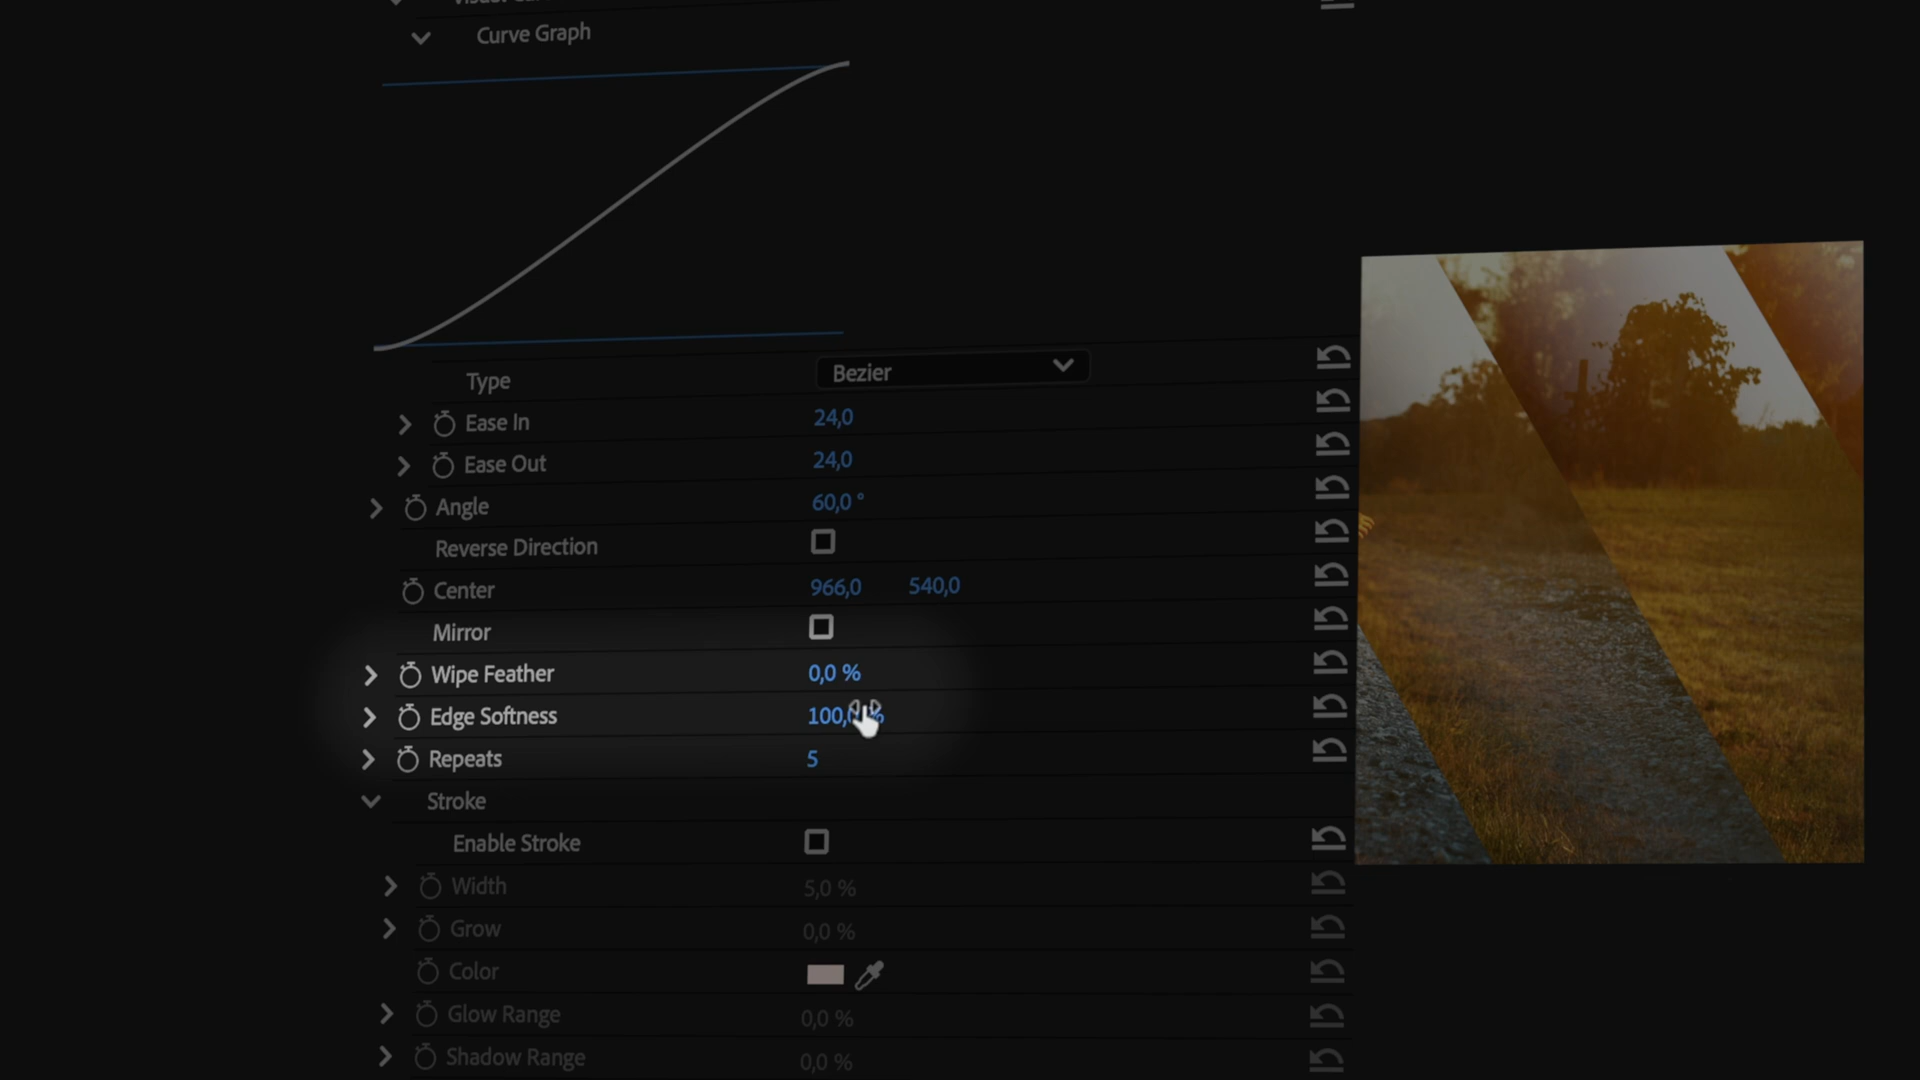 Curve Graph
Type Bezier
Ease In 24,0
Ease Out 24,0
Angle 60,0 °
Reverse Direction
Center 966,0 540,0
Mirror
Wipe Feather 0,0 %
Edge Softness 100,0 %
Repeats 5
Stroke
Enable Stroke
Width 5,0 %
Grow 0,0 %
Color
Glow Range 0,0 %
Shadow Range 0,0 %